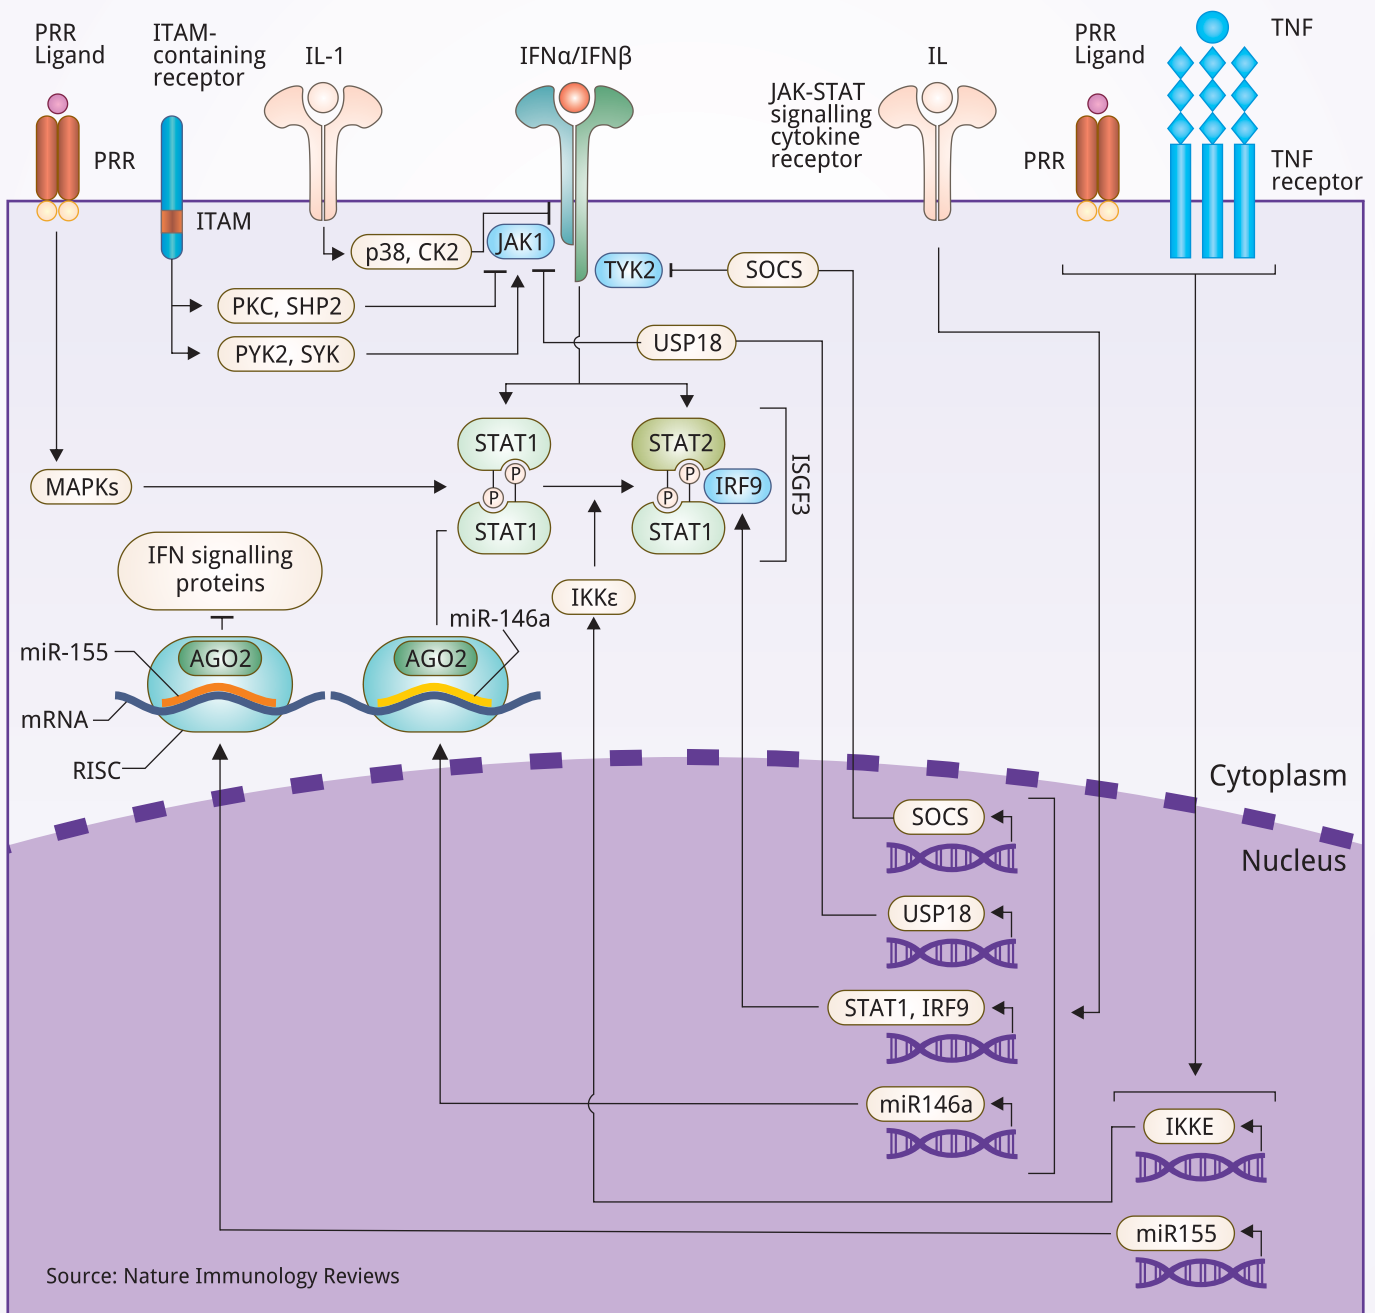 PRR
Ligand
ITAM-
containing
receptor
IL-1
IFNα/IFNβ
IL
PRR
Ligand
TNF
JAK-STAT
signalling
cytokine
receptor
PRR
PRR
TNF
receptor
ITAM
p38, CK2
JAK1
TYK2
SOCS
PKC, SHP2
PYK2, SYK
USP18
STAT1
P
P
STAT1
STAT2
P
P
STAT1
IRF9
ISGF3
MAPKs
IFN signalling
proteins
IKKε
miR-146a
miR-155
AGO2
AGO2
mRNA
RISC
Cytoplasm
Nucleus
SOCS
USP18
STAT1, IRF9
miR146a
IKKE
miR155
Source: Nature Immunology Reviews